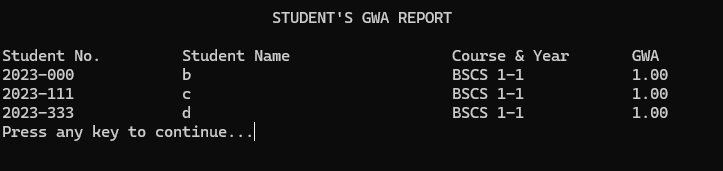 STUDENT'S GWA REPORT
Student No. Student Name Course & Year GWA
2023-000 b BSCS 1-1 1.00
2023-111 c BSCS 1-1 1.00
2023-333 d BSCS 1-1 1.00
Press any key to continue...